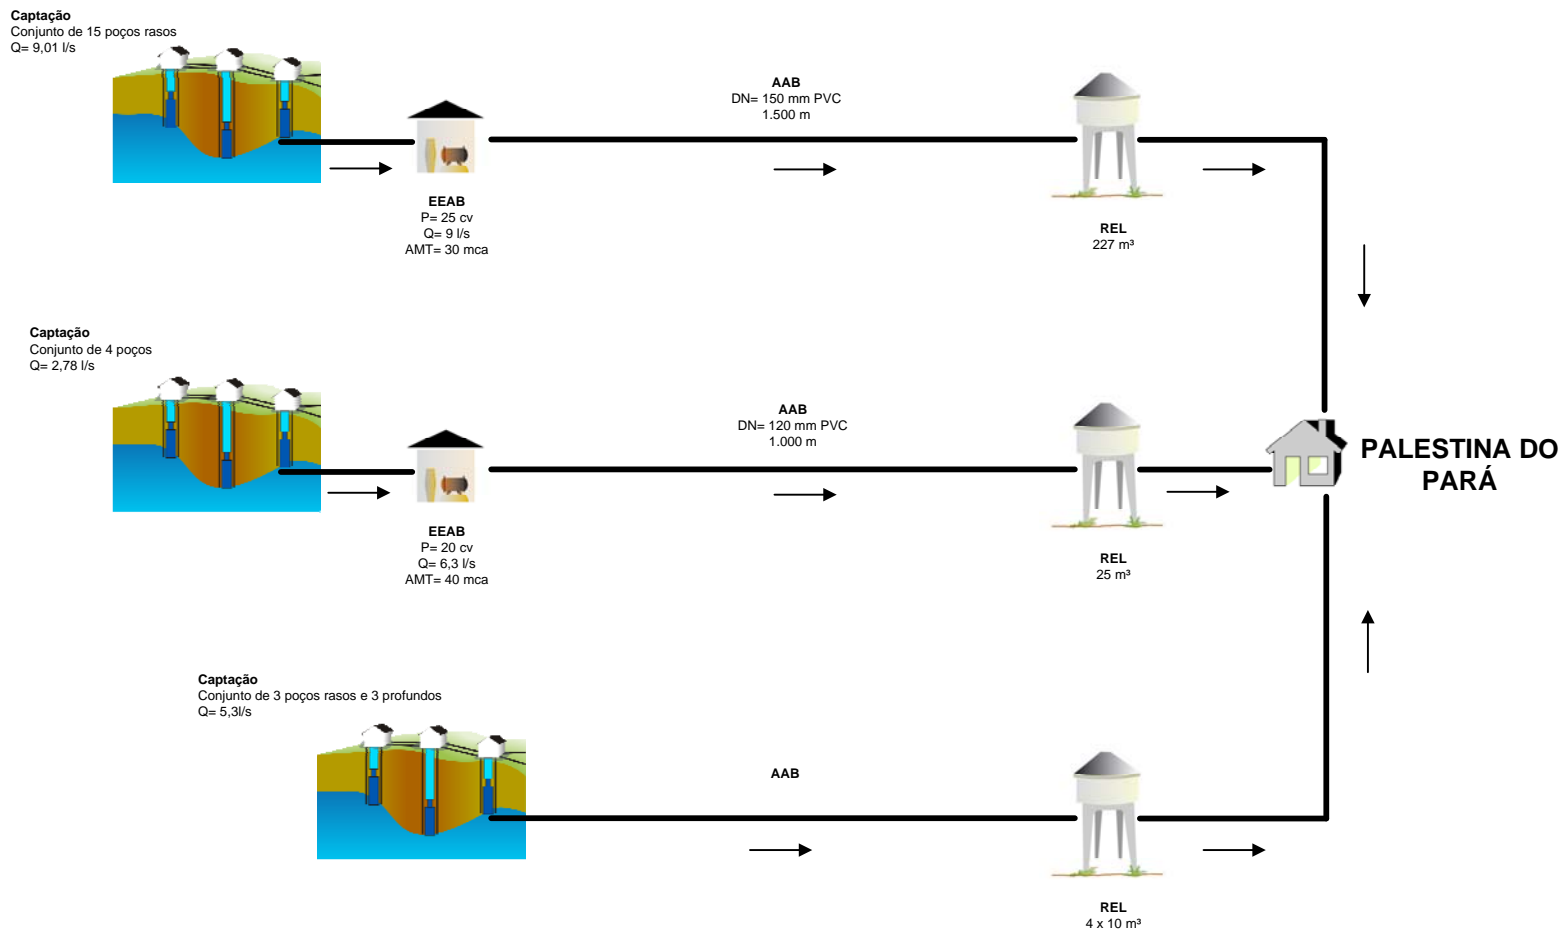 Captação
Conjunto de 15 poços rasos
Q= 9,01 l/s
AAB
DN= 150 mm PVC
1.500 m
EEAB
P= 25 cv
Q= 9 l/s
AMT= 30 mca
REL
227 m³
Captação
Conjunto de 4 poços
Q= 2,78 l/s
AAB
DN= 120 mm PVC
1.000 m
EEAB
P= 20 cv
Q= 6,3 l/s
AMT= 40 mca
REL
25 m³
PALESTINA DO
PARÁ
Captação
Conjunto de 3 poços rasos e 3 profundos
Q= 5,3l/s
AAB
REL
4 x 10 m³